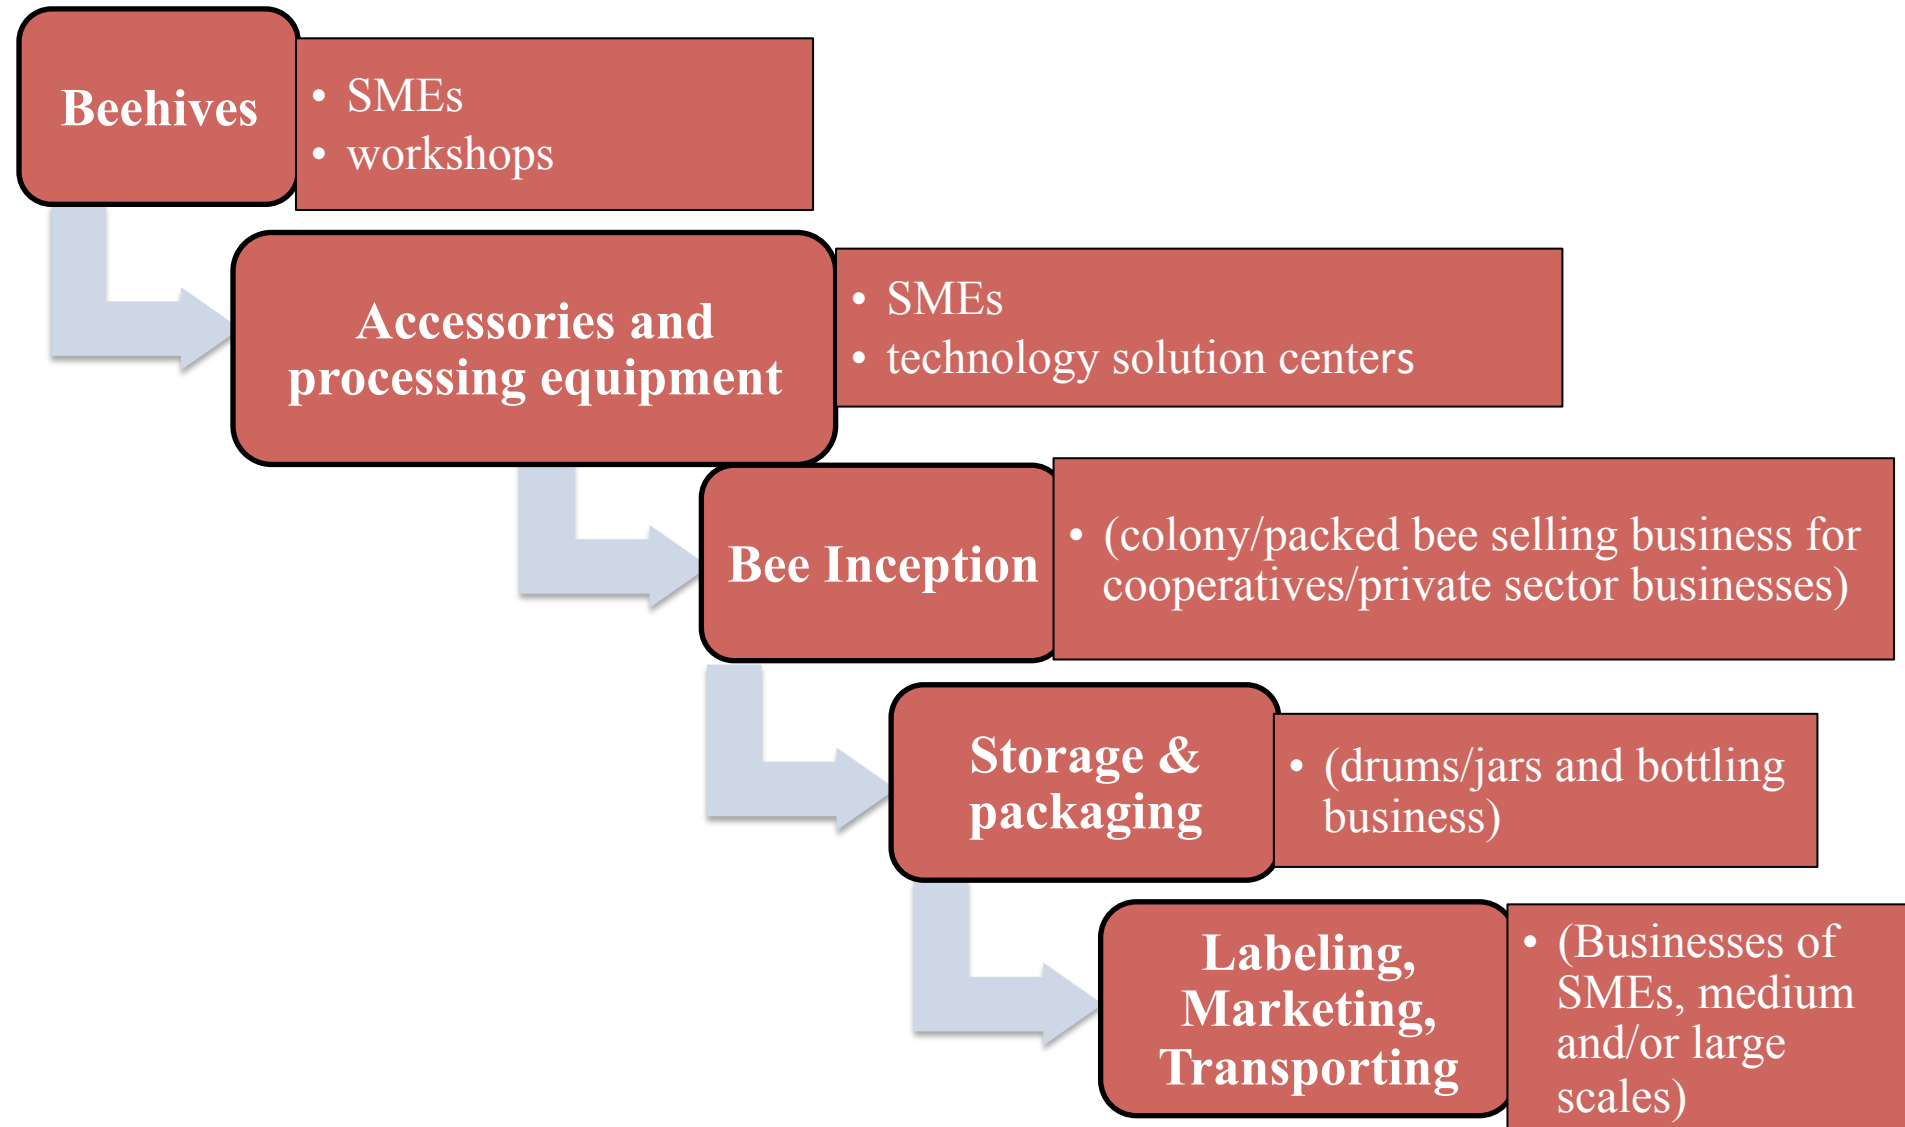 Beehives
• SMEs
• workshops
Accessories and
processing equipment
• SMEs
• technology solution centers
Bee Inception
• (colony/packed bee selling business for
cooperatives/private sector businesses)
Storage &
packaging
• (drums/jars and bottling
business)
Labeling,
Marketing,
Transporting
• (Businesses of
SMEs, medium
and/or large
scales)